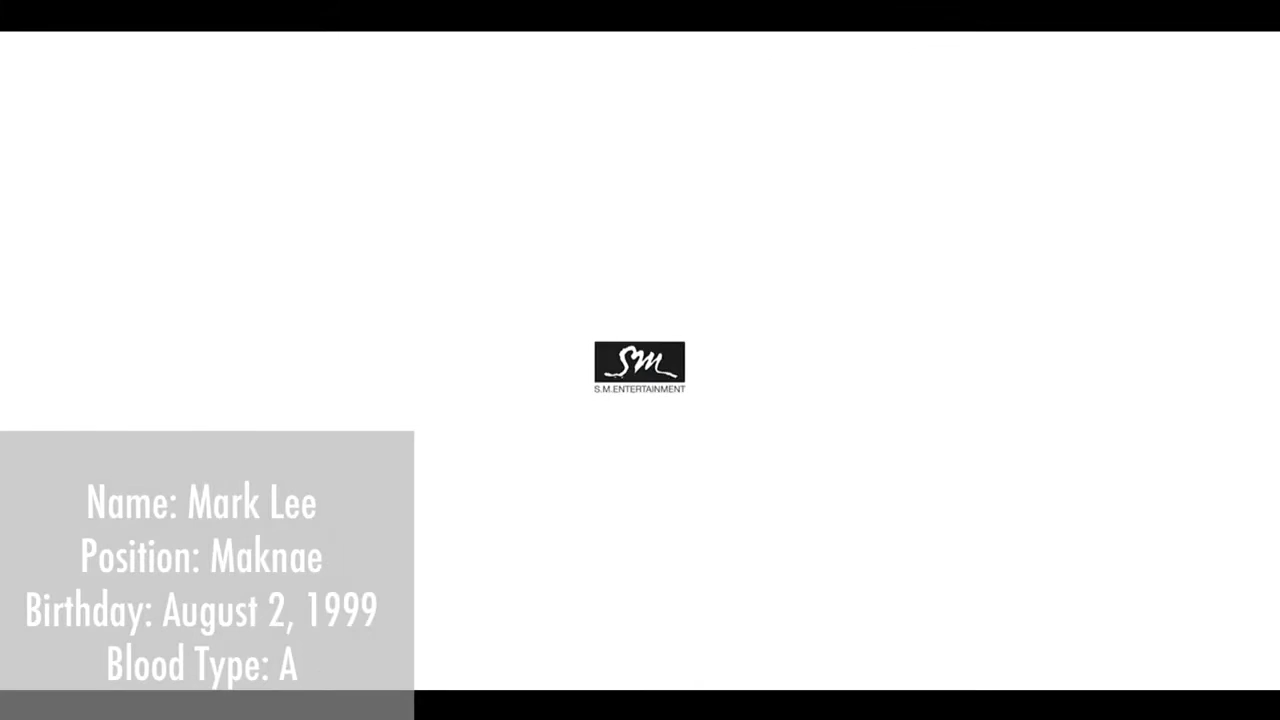 SM
S.M.ENTERTAINMENT
Name: Mark Lee
Position: Maknae
Birthday: August 2, 1999
Blood Type: A